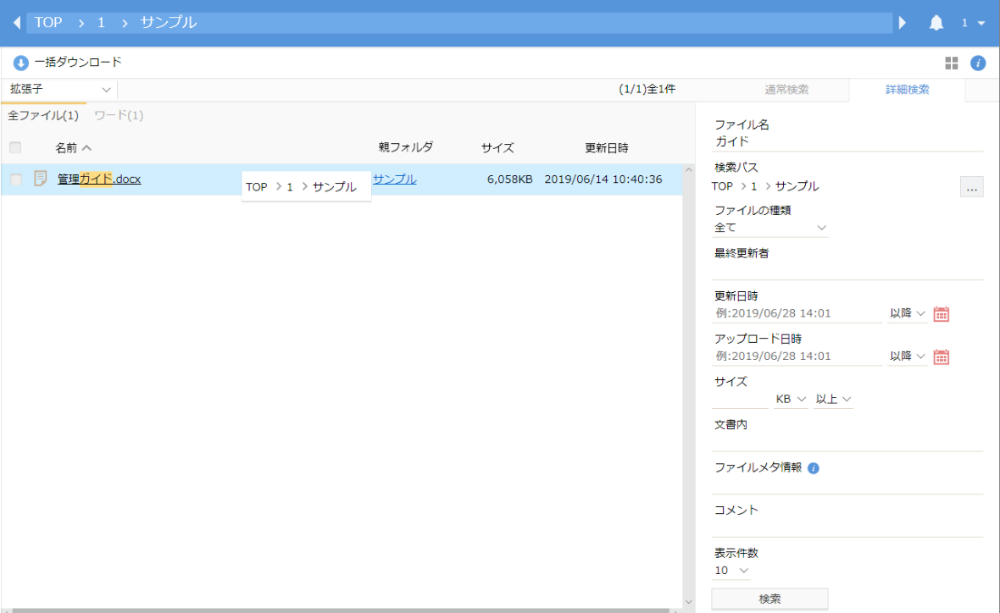 TOP > 1 > サンプル
1
一括ダウンロード
拡張子
(1/1)全1件
通常検索
詳細検索
全ファイル(1)
ワード(1)
名前
親フォルダ
サイズ
更新日時
管理ガイド.docx
TOP > 1 > サンプル
サンプル
6,058KB
2019/06/14 10:40:36
ファイル名
ガイド
検索パス
TOP > 1 > サンプル
...
ファイルの種類
全て
最終更新者
更新日時
例:2019/06/28 14:01
以降
アップロード日時
例:2019/06/28 14:01
以降
サイズ
KB
以上
文書内
ファイルメタ情報
コメント
表示件数
10
検索